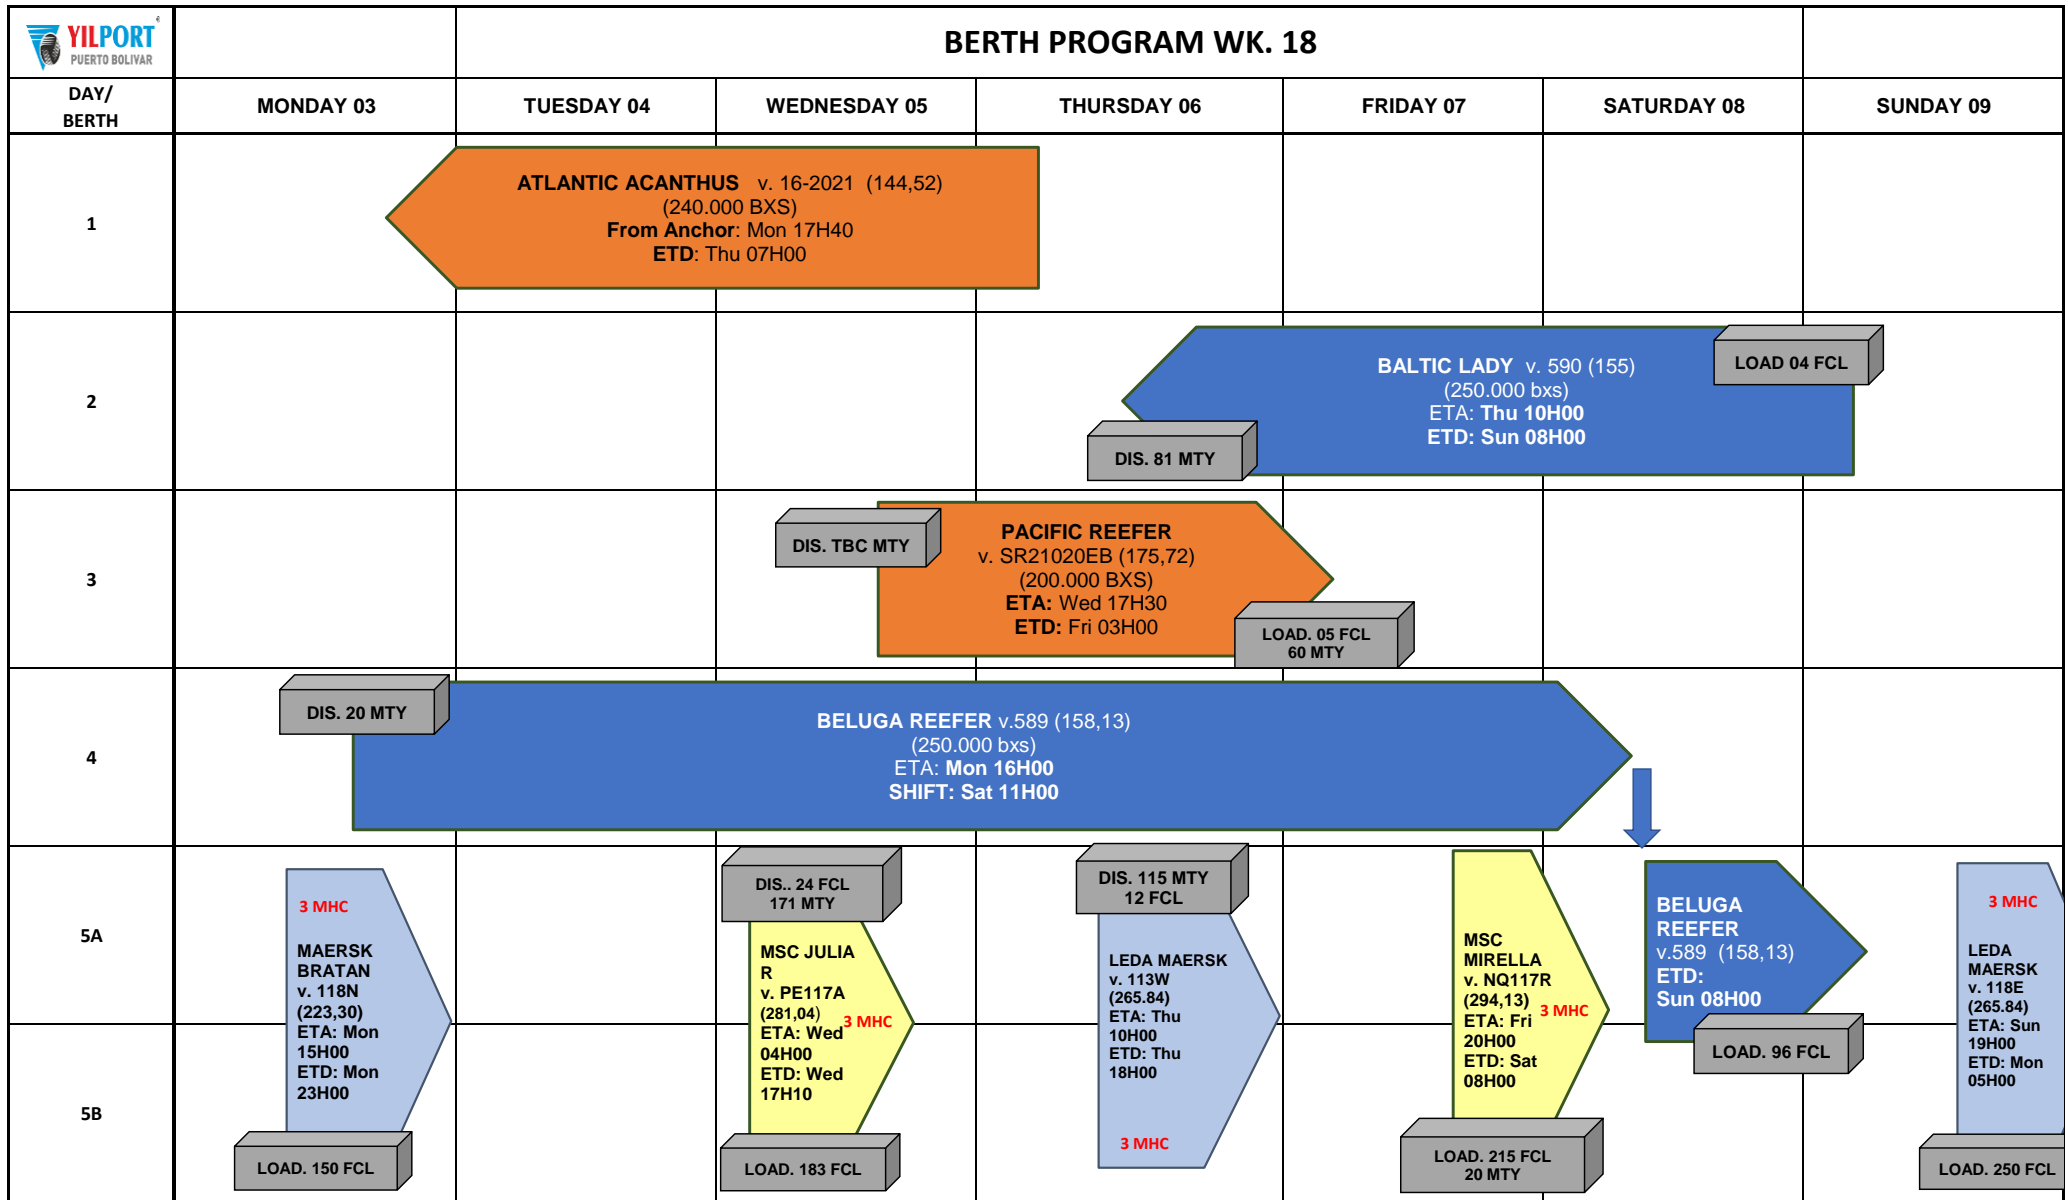 YILPORT
PUERTO BOLIVAR
BERTH PROGRAM WK. 18
DAY/
BERTH
MONDAY 03
TUESDAY 04
WEDNESDAY 05
THURSDAY 06
FRIDAY 07
SATURDAY 08
SUNDAY 09
1
ATLANTIC ACANTHUS v. 16-2021 (144,52)
(240.000 BXS)
From Anchor: Mon 17H40
ETD: Thu 07H00
2
BALTIC LADY v. 590 (155)
(250.000 bxs)
ETA: Thu 10H00
ETD: Sun 08H00
LOAD 04 FCL
DIS. 81 MTY
3
DIS. TBC MTY
PACIFIC REEFER
v. SR21020EB (175,72)
(200.000 BXS)
ETA: Wed 17H30
ETD: Fri 03H00
LOAD. 05 FCL
60 MTY
4
DIS. 20 MTY
BELUGA REEFER v.589 (158,13)
(250.000 bxs)
ETA: Mon 16H00
SHIFT: Sat 11H00
5A
5B
3 MHC
MAERSK
BRATAN
v. 118N
(223,30)
ETA: Mon
15H00
ETD: Mon
23H00
LOAD. 150 FCL
DIS.. 24 FCL
171 MTY
MSC JULIA
R
v. PE117A
(281,04)
ETA: Wed
04H00
ETD: Wed
17H10
3 MHC
LOAD. 183 FCL
DIS. 115 MTY
12 FCL
LEDA MAERSK
v. 113W
(265.84)
ETA: Thu
10H00
ETD: Thu
18H00
3 MHC
MSC
MIRELLA
v. NQ117R
(294,13)
ETA: Fri
20H00
ETD: Sat
08H00
3 MHC
LOAD. 215 FCL
20 MTY
BELUGA
REEFER
v.589 (158,13)
ETD:
Sun 08H00
LOAD. 96 FCL
3 MHC
LEDA
MAERSK
v. 118E
(265.84)
ETA: Sun
19H00
ETD: Mon
05H00
LOAD. 250 FCL